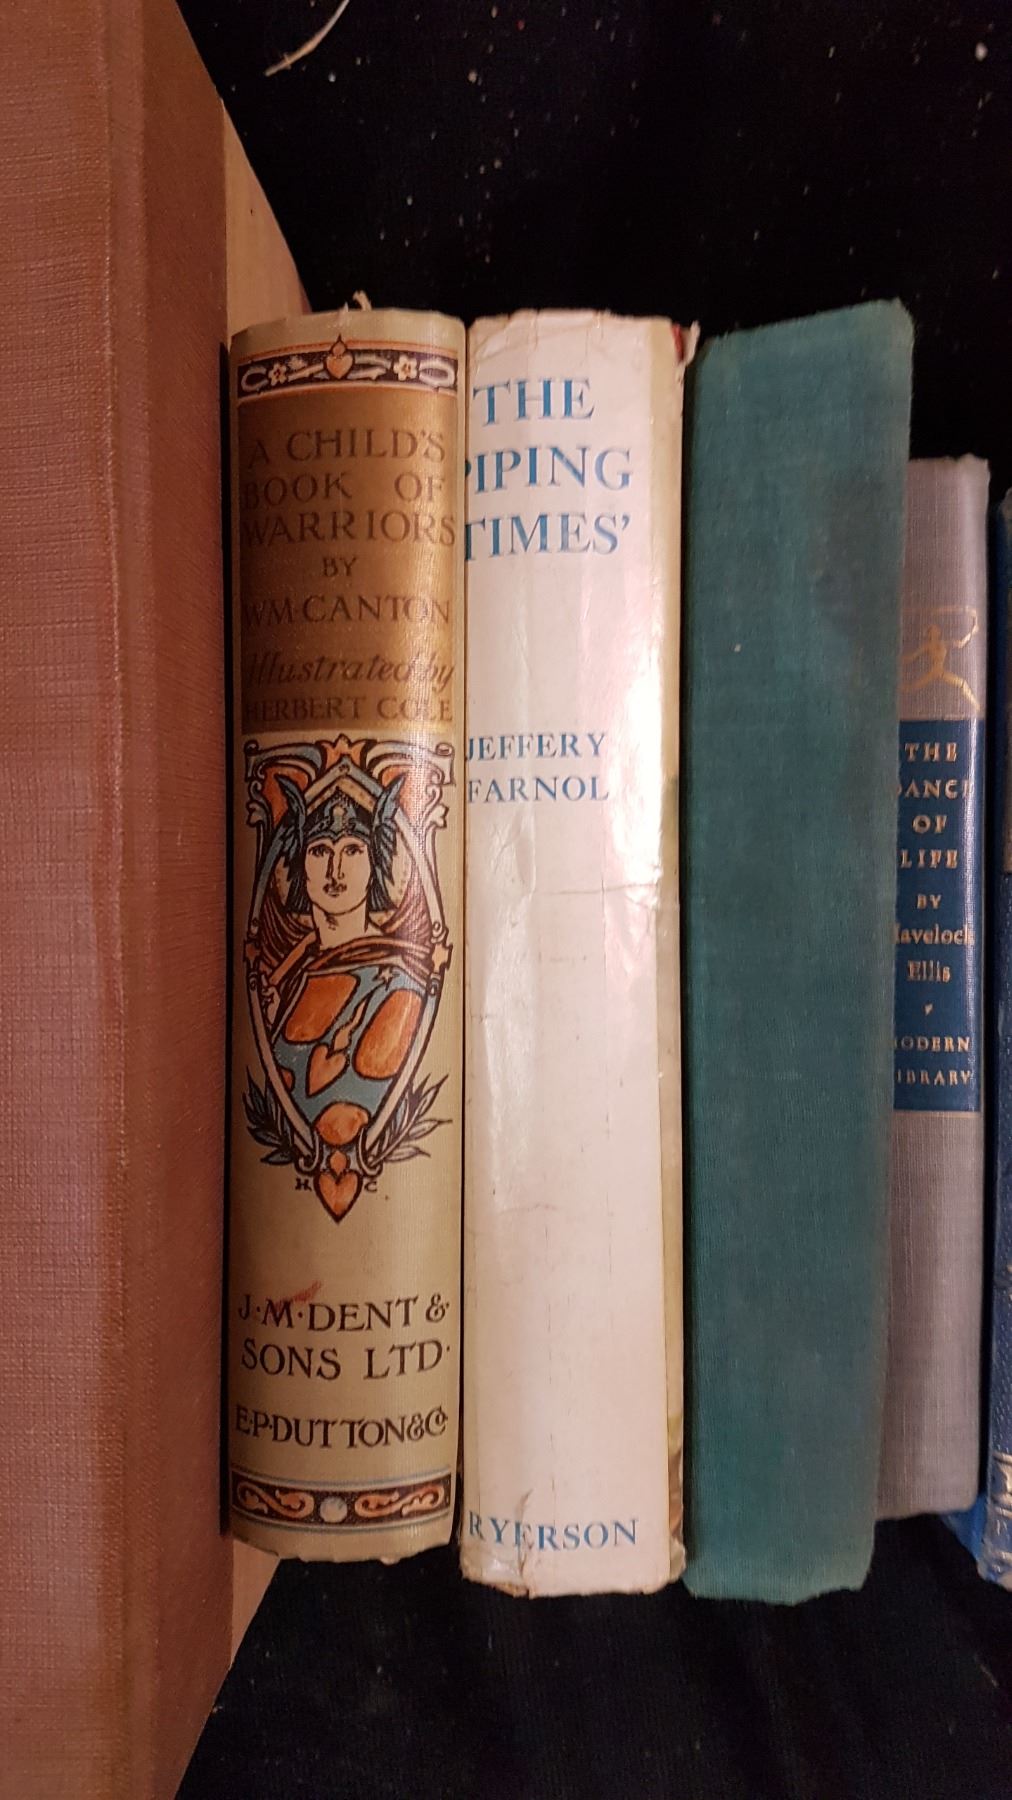 A CHILD'S
BOOK OF
WARRIORS
BY
WM·CANTON
Illustrated by
HERBERT COLE
H C
J·M·DENT &
SONS LTD·
E·P·DUTTON & Co
THE
PIPING
TIMES'
JEFFERY
FARNOL
RYERSON
THE
DANCE
OF
LIFE
BY
Havelock
Ellis
MODERN
LIBRARY